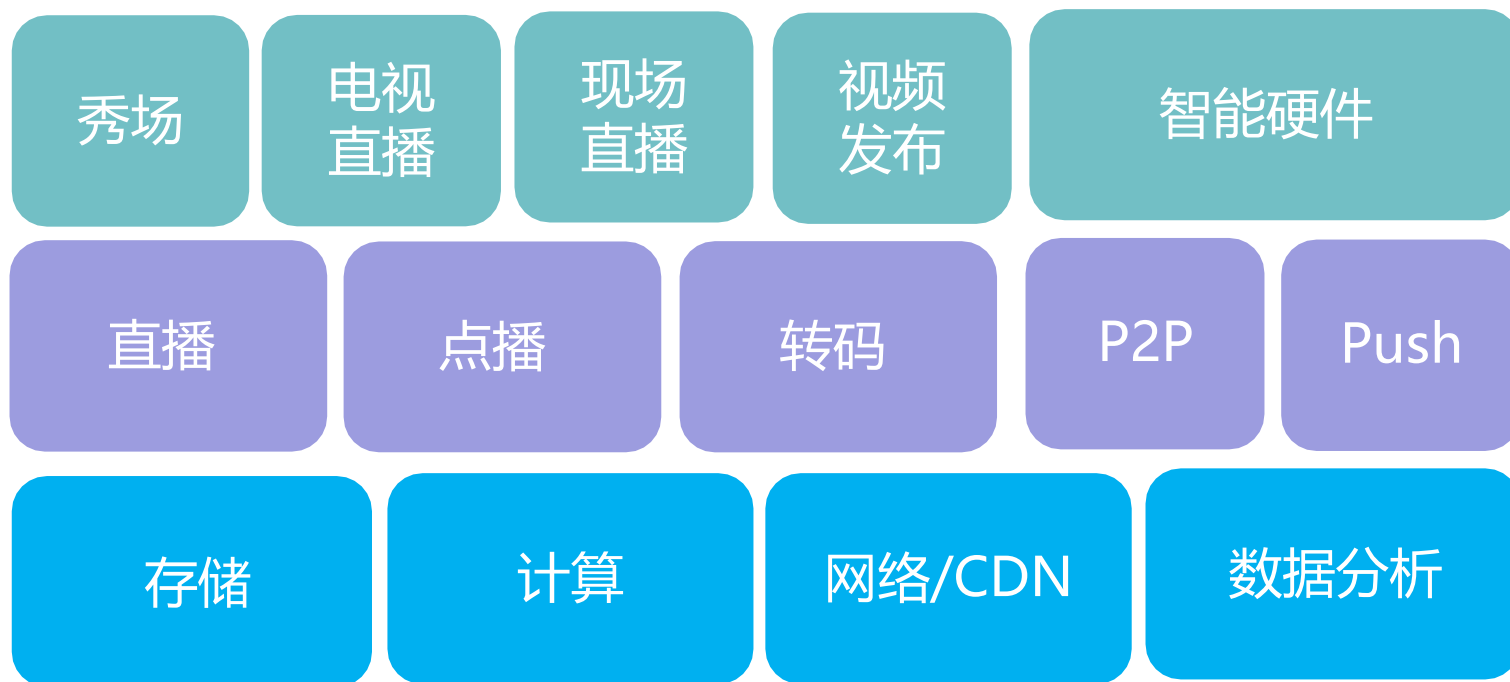 秀场
电视
直播
现场
直播
视频
发布
智能硬件
直播
点播
转码
P2P
Push
存储
计算
网络/CDN
数据分析